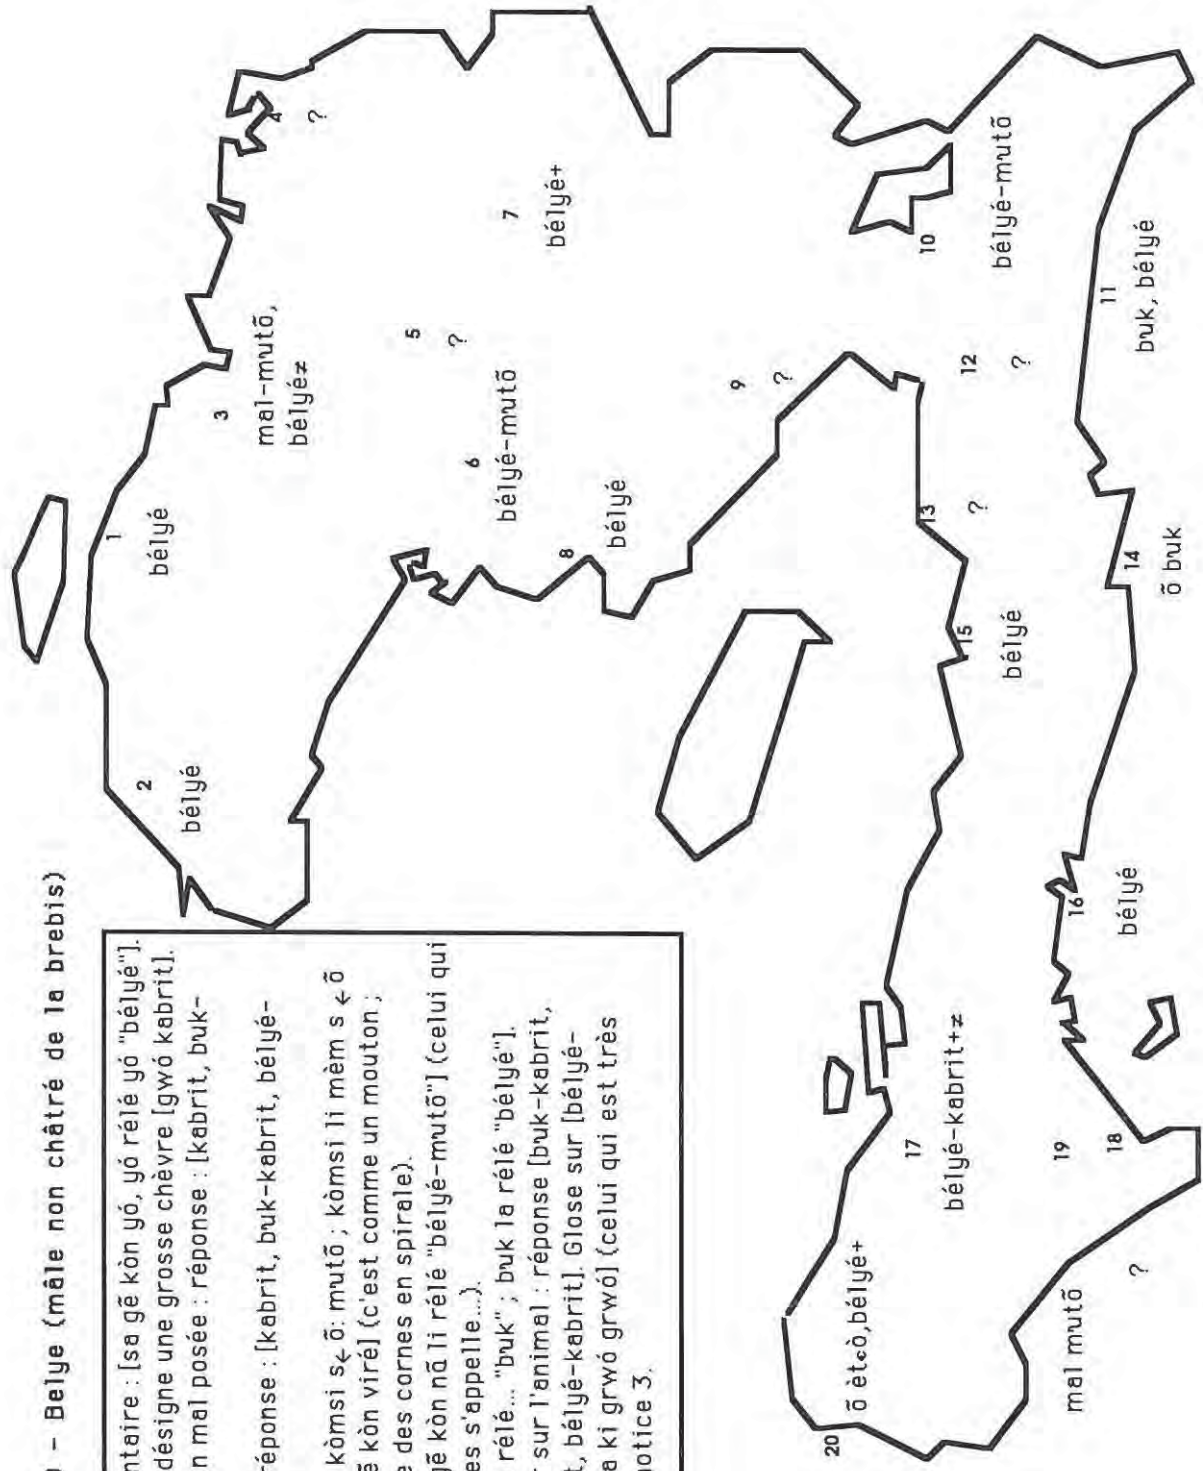 – Belye (mâle non châtré de la brebis)
ntaire : [sa gẽ kòn yó, yó rélé yó "bélyé"].
désigne une grosse chèvre [gwó kabrit].
n mal posée : réponse : [kabrit, buk-
réponse : [kabrit, buk-kabrit, bélyé-
kòmsi sє õ: mutõ ; kòmsi li mèm sє õ
ẽ kòn viré] (c'est comme un mouton ;
e des cornes en spirale).
gẽ kòn nã li rélé "bélyé-mutõ"] (celui qui
es s'appelle...).
rélé... "buk" ; buk la rélé "bélyé"].
r sur l'animal : réponse [buk-kabrit,
t, bélyé-kabrit]. Glose sur [bélyé-
a ki grwó grwó] (celui qui est très
notice 3.
1
bélyé
2
bélyé
3
mal-mutõ,
bélyé≠
4
?
5
?
6
bélyé-mutõ
7
bélyé+
8
bélyé
9
?
10
bélyé-mutõ
11
buk, bélyé
12
?
13
?
14
õ buk
15
bélyé
16
bélyé
17
bélyé-kabrit+≠
18
?
19
mal mutõ
20
õ ètєò,bélyé+